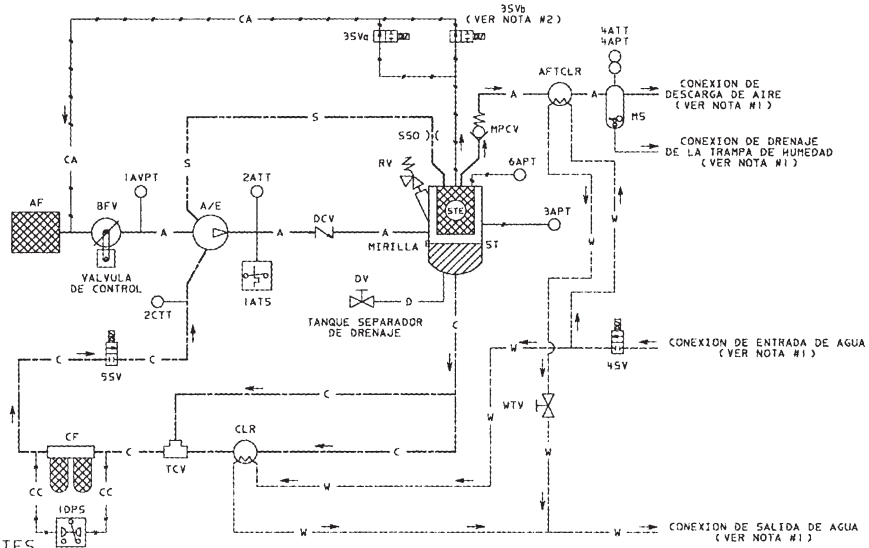 3SVb
CA
3SVa
(VER NOTA #2)
4ATT
4APT
AFTCLR
CONEXION DE
DESCARGA DE AIRE
(VER NOTA #1)
A
A
MS
S
SSO
MPCV
CONEXION DE DRENAJE
DE LA TRAMPA DE HUMEDAD
(VER NOTA #1)
CA
S
RV
6APT
1AVPT
2ATT
AF
BFV
A/E
DCV
STE
3APT
W
W
A
A
A
MIRILLA
ST
VALVULA
DE CONTROL
1ATS
DV
D
2CTT
TANQUE SEPARADOR
DE DRENAJE
C
C
C
5SV
W
4SV
CONEXION DE ENTRADA DE AGUA
(VER NOTA #1)
C
W
WTV
CF
C
TCV
CLR
C
W
W
CC
CC
1DPS
W
W
CONEXION DE SALIDA DE AGUA
(VER NOTA #1)